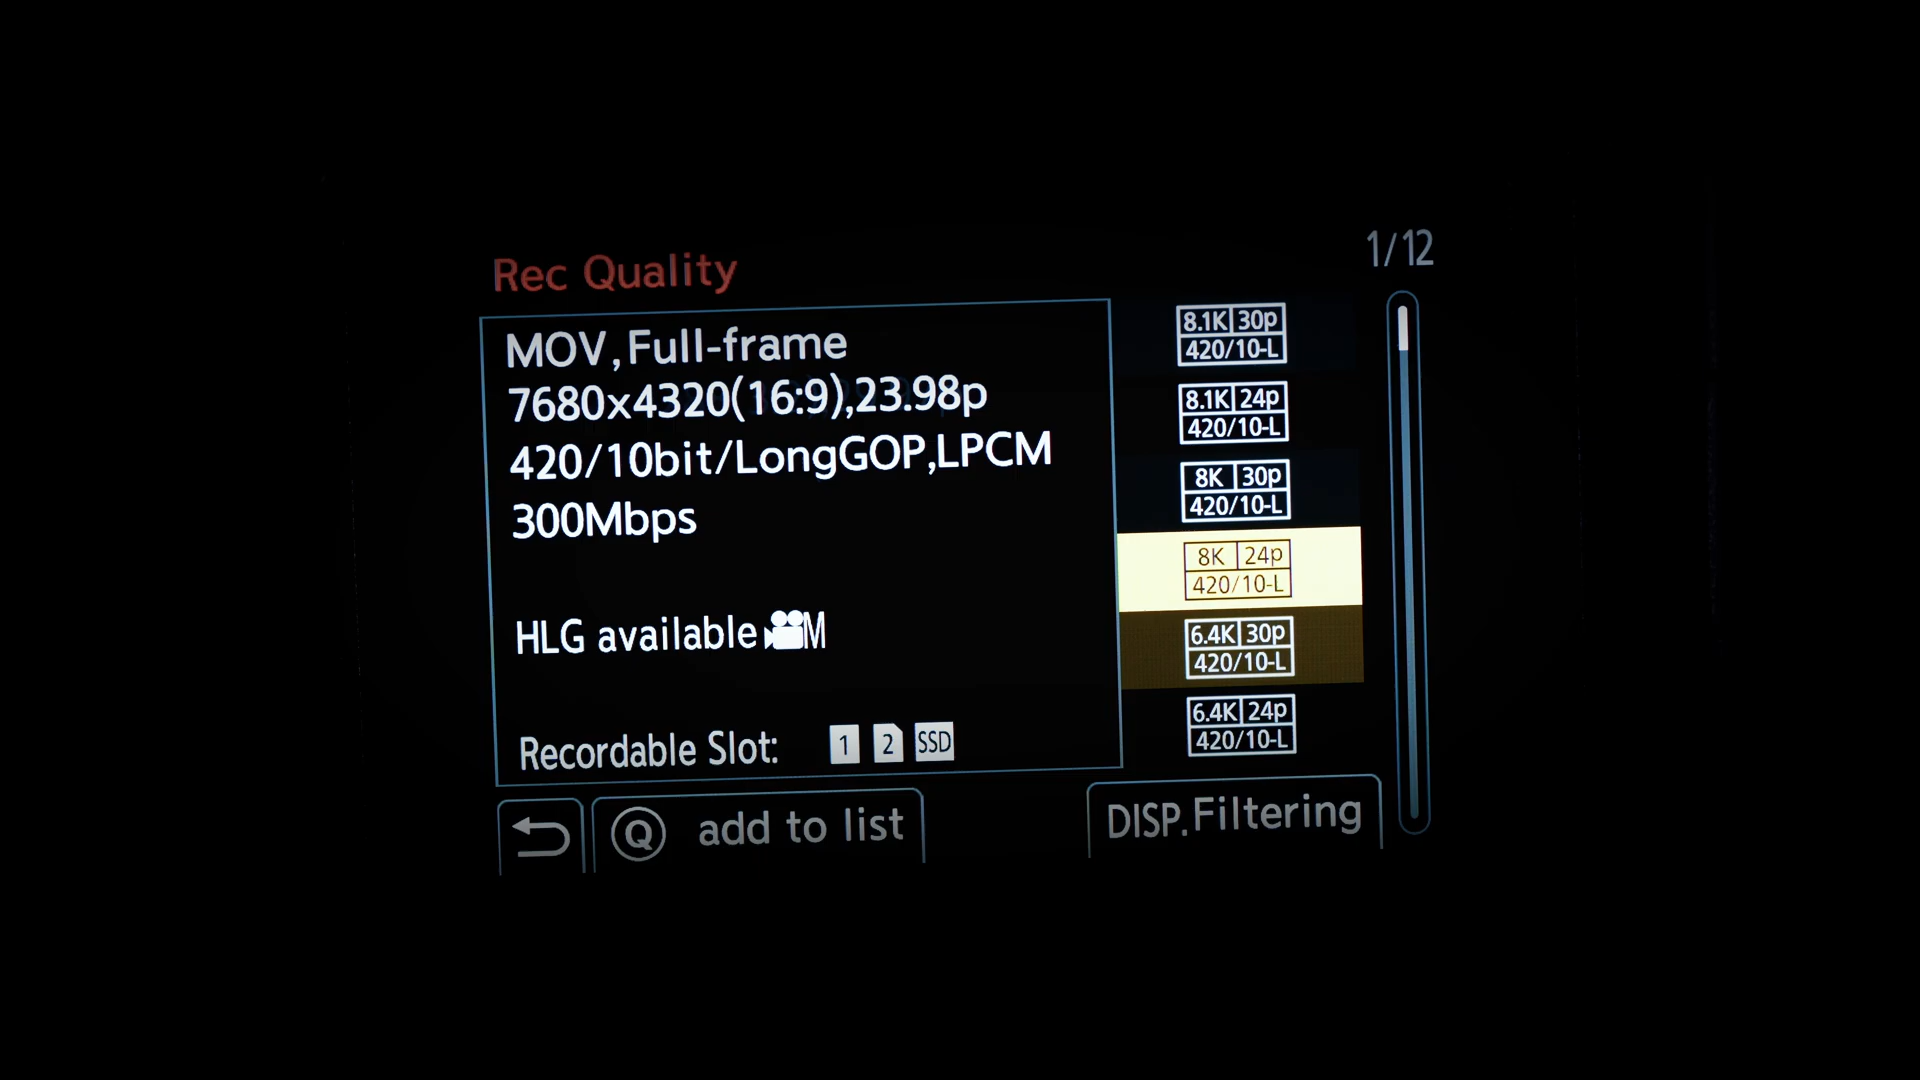 1/12
Rec Quality
MOV,Full-frame
7680x4320(16:9),23.98p
420/10bit/LongGOP,LPCM
300Mbps
HLG available M
Recordable Slot: 1 2 SSD
8.1K 30p
420/10-L
8.1K 24p
420/10-L
8K 30p
420/10-L
8K 24p
420/10-L
6.4K 30p
420/10-L
6.4K 24p
420/10-L
Q add to list
DISP.Filtering